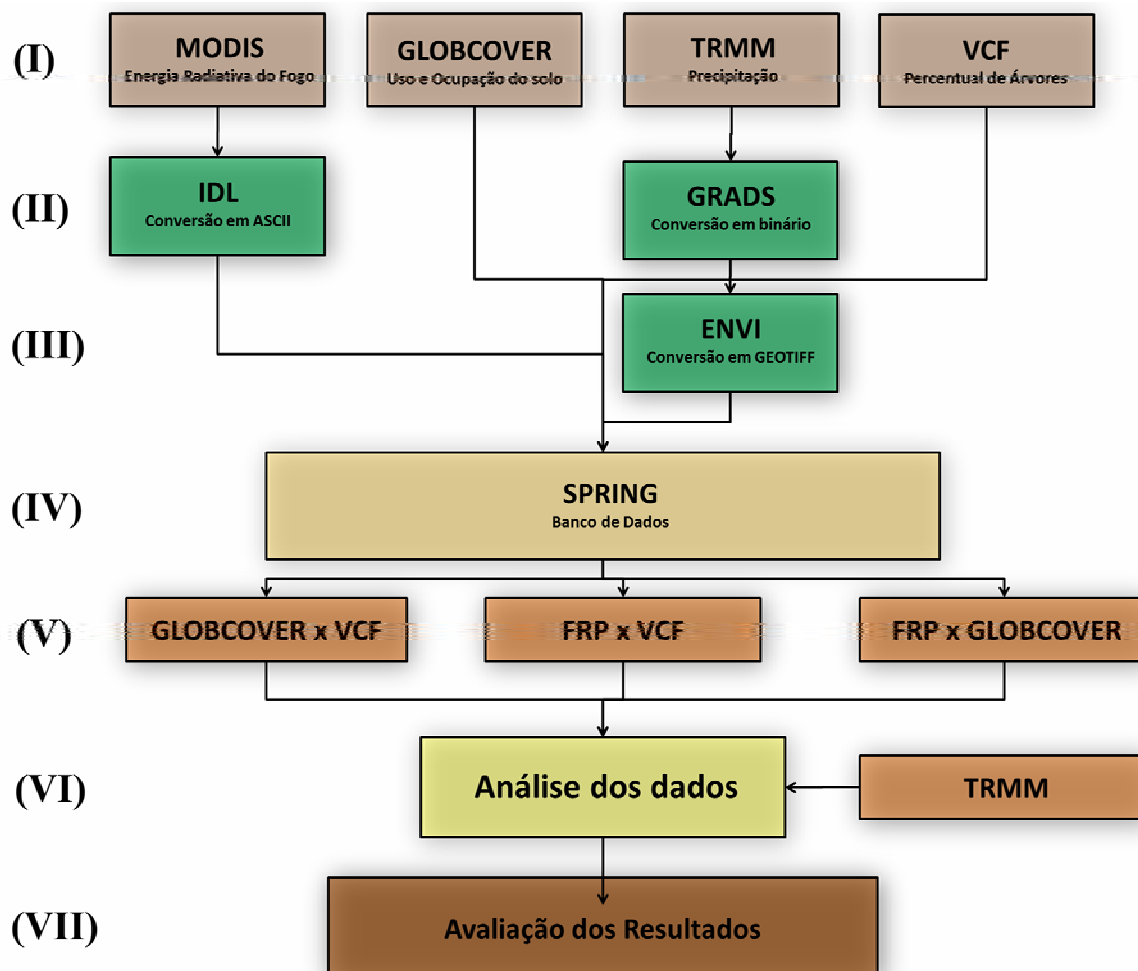 (I)
MODIS
Energia Radiativa do Fogo
GLOBCOVER
Uso e Ocupação do solo
TRMM
Precipitação
VCF
Percentual de Árvores
(II)
IDL
Conversão em ASCII
GRADS
Conversão em binário
(III)
ENVI
Conversão em GEOTIFF
(IV)
SPRING
Banco de Dados
(V)
GLOBCOVER x VCF
FRP x VCF
FRP x GLOBCOVER
(VI)
Análise dos dados
TRMM
(VII)
Avaliação dos Resultados